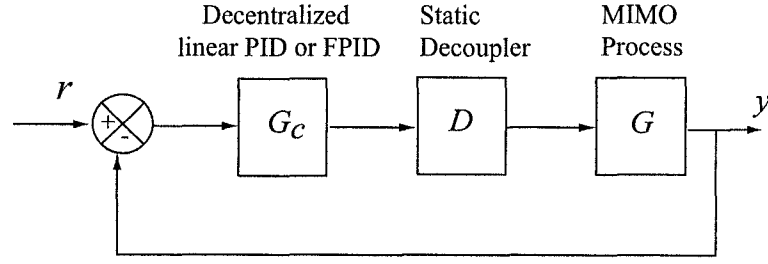 Decentralized
linear PID or FPID
Static
Decoupler
MIMO
Process
r
+
-
G_c
D
G
y